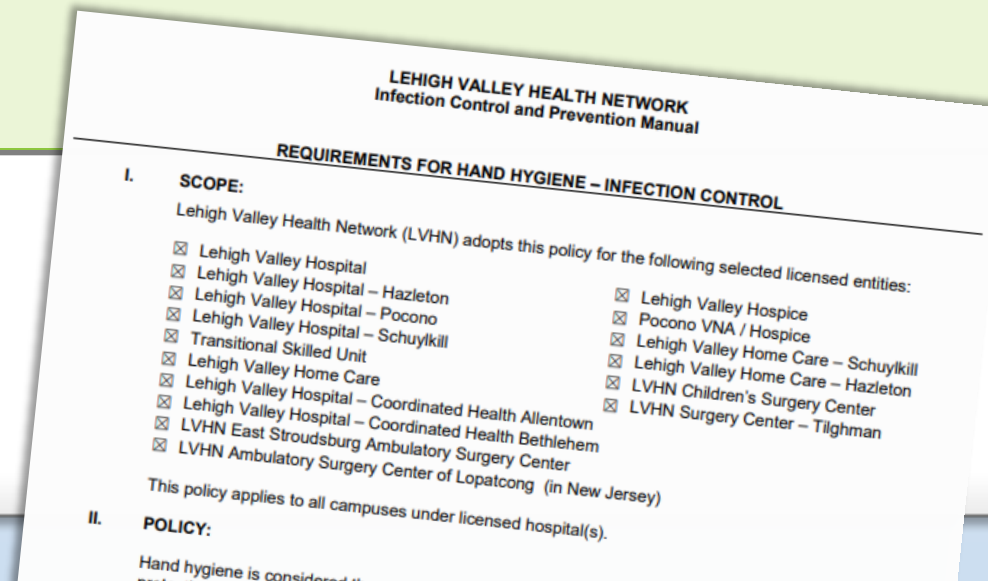 LEHIGH VALLEY HEALTH NETWORK
Infection Control and Prevention Manual
REQUIREMENTS FOR HAND HYGIENE – INFECTION CONTROL
I. SCOPE:
Lehigh Valley Health Network (LVHN) adopts this policy for the following selected licensed entities:
☒ Lehigh Valley Hospital
☒ Lehigh Valley Hospital – Hazleton
☒ Lehigh Valley Hospital – Pocono
☒ Lehigh Valley Hospital – Schuylkill
☒ Transitional Skilled Unit
☒ Lehigh Valley Home Care
☒ Lehigh Valley Hospital – Coordinated Health Allentown
☒ Lehigh Valley Hospital – Coordinated Health Bethlehem
☒ LVHN East Stroudsburg Ambulatory Surgery Center
☒ LVHN Ambulatory Surgery Center of Lopatcong (in New Jersey)
☒ Lehigh Valley Hospice
☒ Pocono VNA / Hospice
☒ Lehigh Valley Home Care – Schuylkill
☒ Lehigh Valley Home Care – Hazleton
☒ LVHN Children's Surgery Center
☒ LVHN Surgery Center – Tilghman
This policy applies to all campuses under licensed hospital(s).
II. POLICY:
Hand hygiene is considered